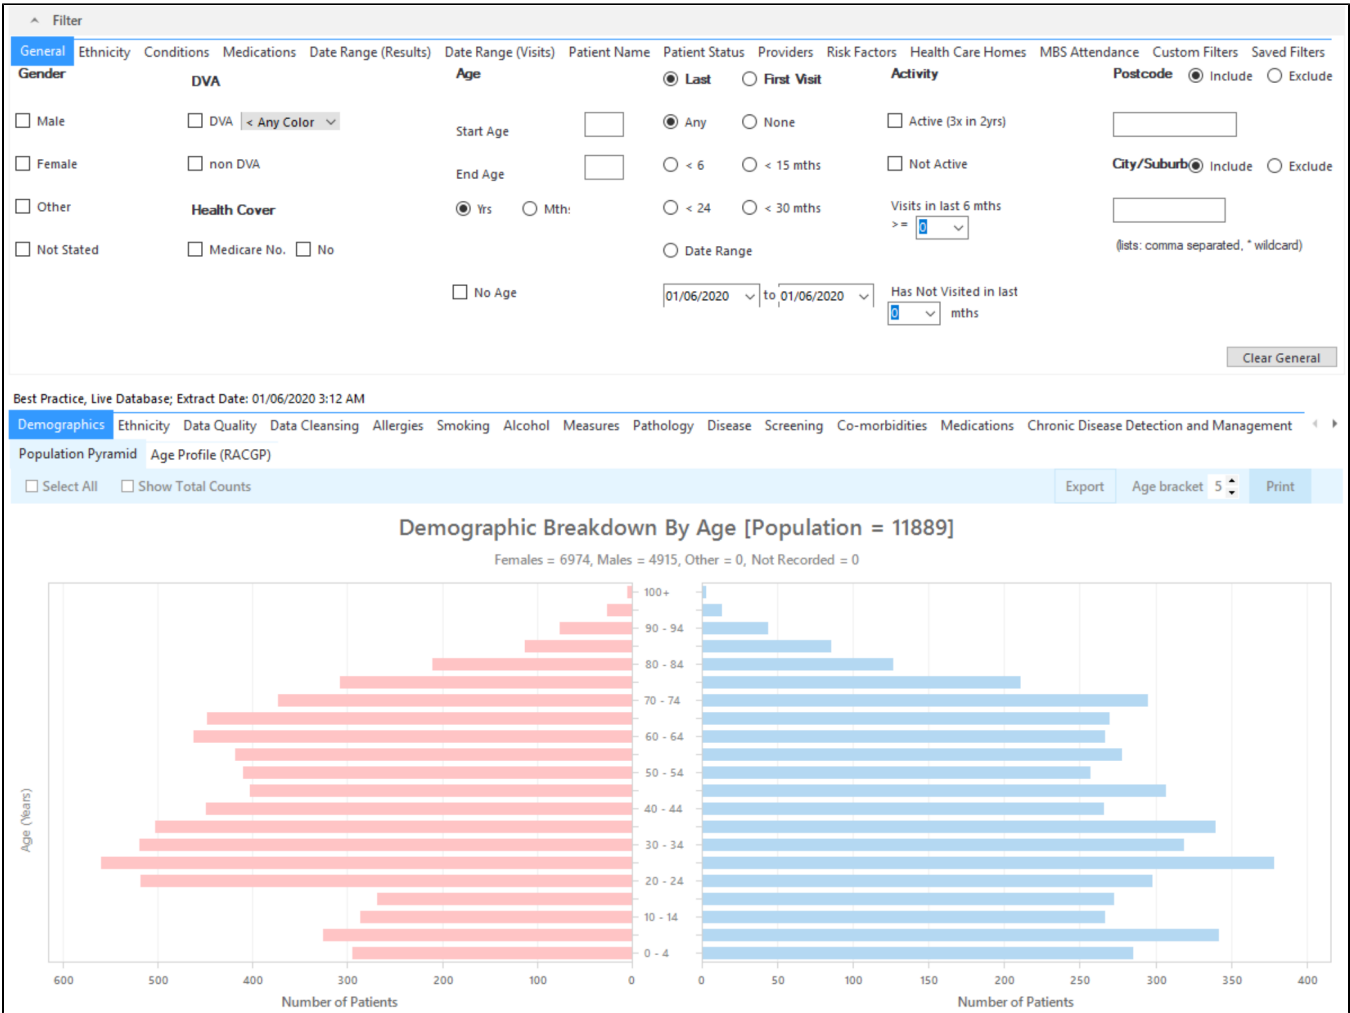 Filter
General Ethnicity Conditions Medications Date Range (Results) Date Range (Visits) Patient Name Patient Status Providers Risk Factors Health Care Homes MBS Attendance Custom Filters Saved Filters
Gender DVA Age Last First Visit Activity Postcode Include Exclude
Male DVA < Any Color Start Age Any None Active (3x in 2yrs)
Female non DVA End Age < 6 < 15 mths Not Active City/Suburb Include Exclude
Other Health Cover Yrs Mths < 24 < 30 mths Visits in last 6 mths
>= 0
Not Stated Medicare No. No Date Range (lists: comma separated, * wildcard)
No Age 01/06/2020 to 01/06/2020 Has Not Visited in last
0 mths
Clear General
Best Practice, Live Database; Extract Date: 01/06/2020 3:12 AM
Demographics Ethnicity Data Quality Data Cleansing Allergies Smoking Alcohol Measures Pathology Disease Screening Co-morbidities Medications Chronic Disease Detection and Management
Population Pyramid Age Profile (RACGP)
Select All Show Total Counts Export Age bracket 5 Print
Demographic Breakdown By Age [Population = 11889]
Females = 6974, Males = 4915, Other = 0, Not Recorded = 0
100+
90 - 94
80 - 84
70 - 74
60 - 64
50 - 54
40 - 44
30 - 34
20 - 24
10 - 14
0 - 4
Age (Years)
600 500 400 300 200 100 0 0 50 100 150 200 250 300 350 400
Number of Patients Number of Patients